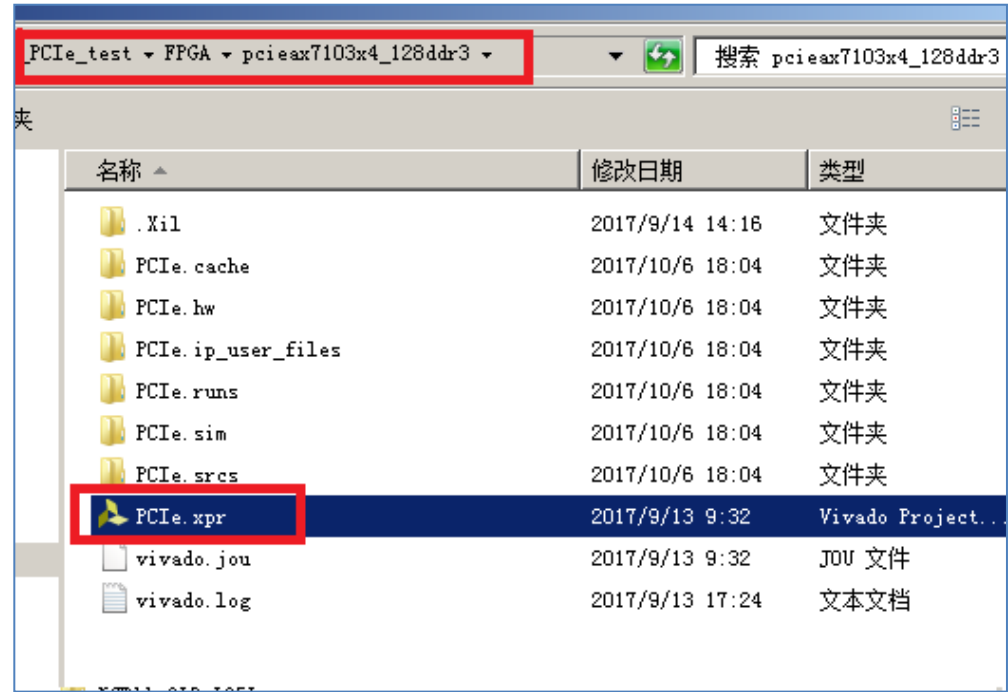 _PCIe_test FPGA pcieax7103x4_128ddr3 搜索 pcieax7103x4_128ddr3
夹
名称 修改日期 类型
.Xil 2017/9/14 14:16 文件夹
PCIe.cache 2017/10/6 18:04 文件夹
PCIe.hw 2017/10/6 18:04 文件夹
PCIe.ip_user_files 2017/10/6 18:04 文件夹
PCIe.runs 2017/10/6 18:04 文件夹
PCIe.sim 2017/10/6 18:04 文件夹
PCIe.srcs 2017/10/6 18:04 文件夹
PCIe.xpr 2017/9/13 9:32 Vivado Project...
vivado.jou 2017/9/13 9:32 JOU 文件
vivado.log 2017/9/13 17:24 文本文档